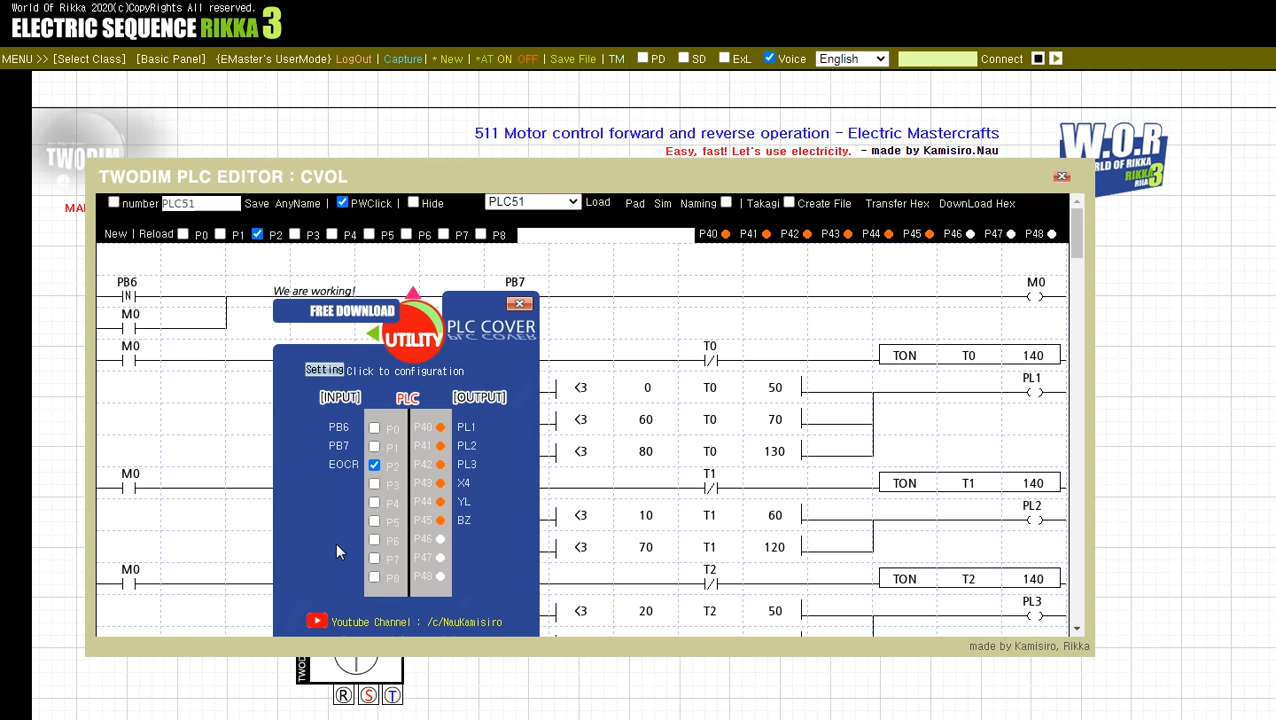 World Of Rikka 2020(c)CopyRights All reserved.
ELECTRIC SEQUENCE RIKKA 3
MENU >> [Select Class] [Basic Panel] {EMaster's UserMode} LogOut | Capture | * New | *AT ON OFF | Save File | TM PD SD ExL Voice English Connect
511 Motor control forward and reverse operation - Electric Mastercrafts
Easy, fast! Let's use electricity. - made by Kamisiro.Nau
TWODIM
W.O.R
WORLD OF RIKKA
RIKKA 3
TWODIM PLC EDITOR : CVOL
number PLC51 Save AnyName | PWClick | Hide PLC51 Load Pad Sim Naming | Takagi Create File Transfer Hex DownLoad Hex
New | Reload P0 P1 P2 P3 P4 P5 P6 P7 P8 P40 P41 P42 P43 P44 P45 P46 P47 P48
PB6 PB7 M0
N
M0
M0 T0 TON T0 140
<3 0 T0 50 PL1
<3 60 T0 70
<3 80 T0 130
M0 T1 TON T1 140
<3 10 T1 60 PL2
<3 70 T1 120
M0 T2 TON T2 140
<3 20 T2 50 PL3
We are working!
FREE DOWNLOAD
UTILITY
PLC COVER
Setting Click to configuration
[INPUT] PLC [OUTPUT]
PB6 P0 P40 PL1
PB7 P1 P41 PL2
EOCR P2 P42 PL3
P3 P43 X4
P4 P44 YL
P5 P45 BZ
P6 P46
P7 P47
P8 P48
Youtube Channel : /c/NauKamisiro
made by Kamisiro, Rikka
R S T